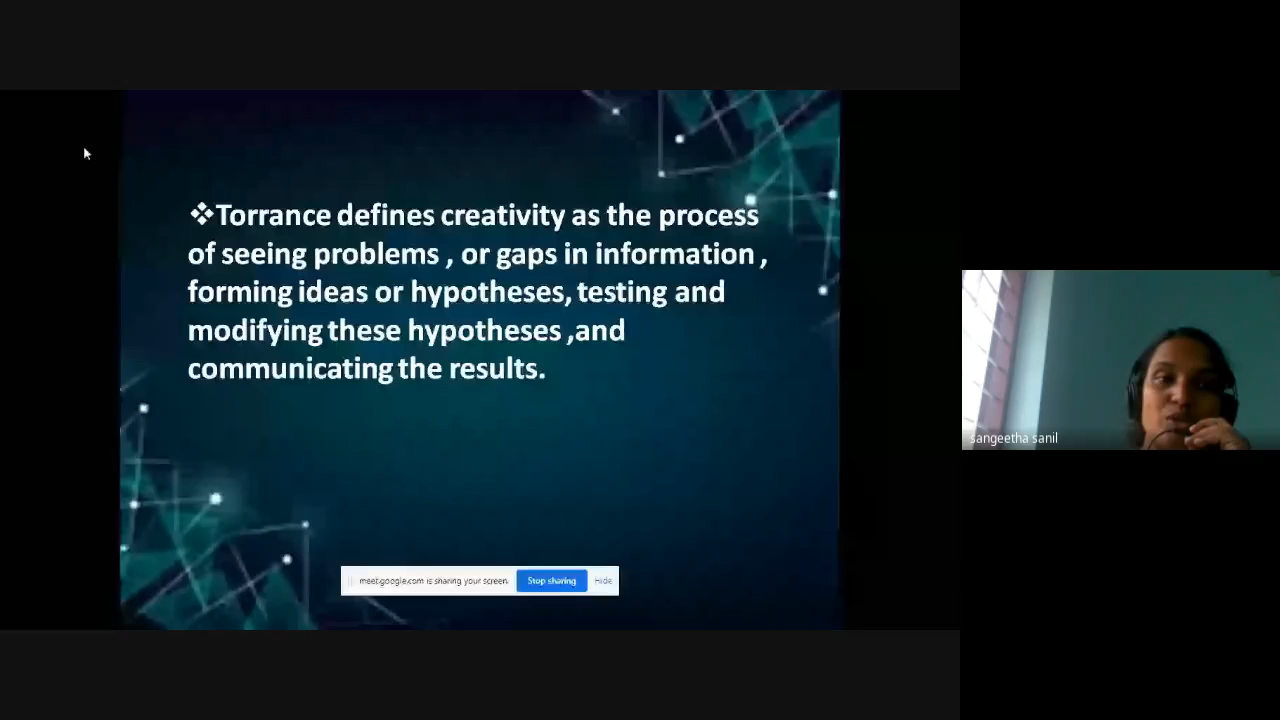 ❖Torrance defines creativity as the process
of seeing problems , or gaps in information ,
forming ideas or hypotheses, testing and
modifying these hypotheses ,and
communicating the results.
sangeetha sanil
meet.google.com is sharing your screen. Stop sharing Hide